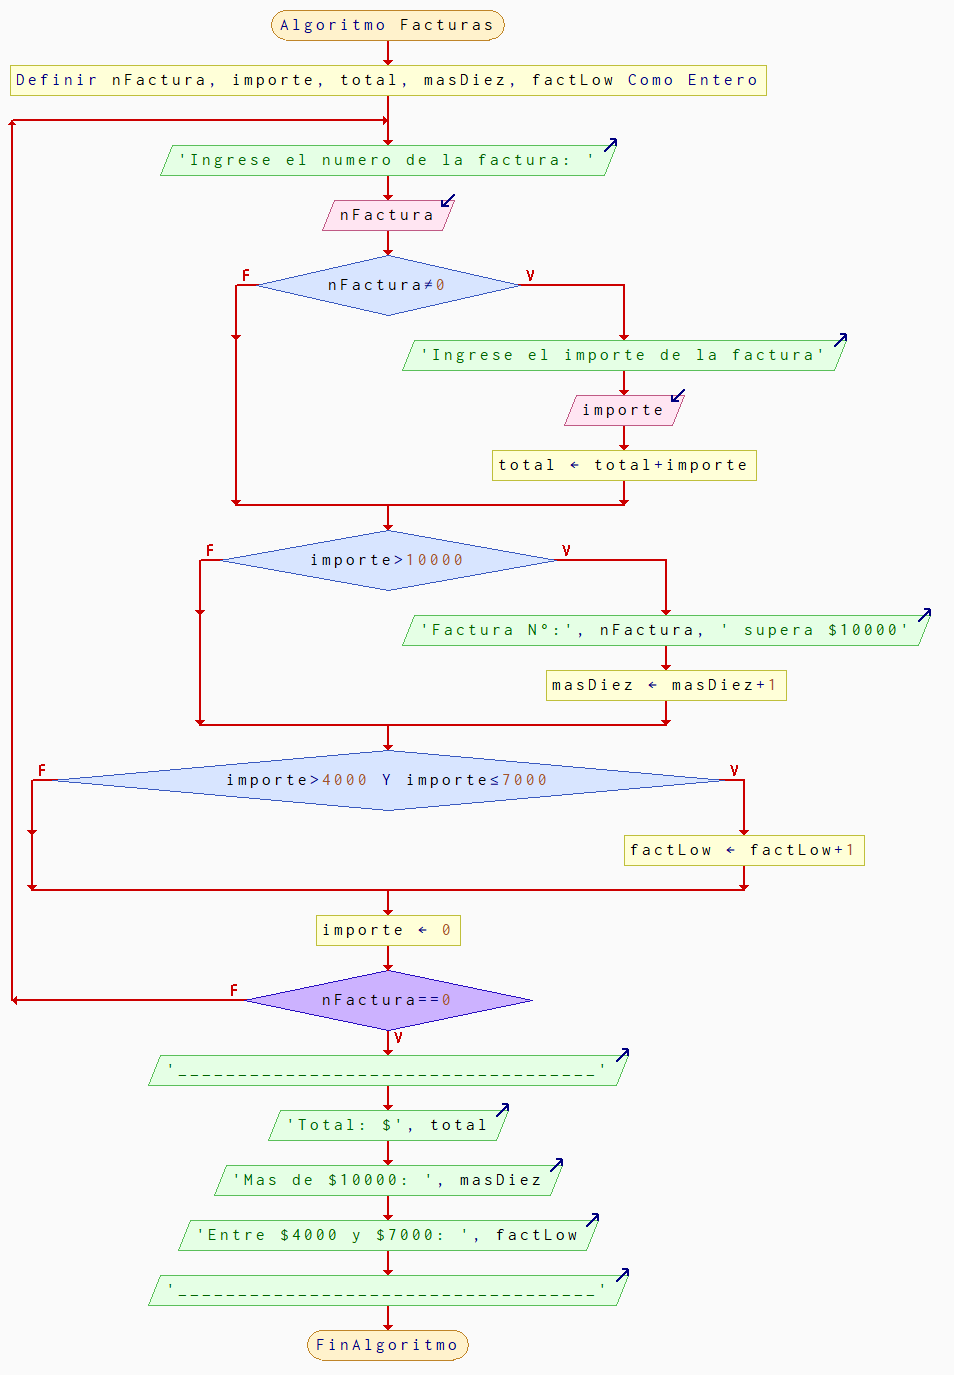 Algoritmo Facturas
Definir nFactura, importe, total, masDiez, factLow Como Entero
'Ingrese el numero de la factura: '
nFactura
F
nFactura≠0
V
'Ingrese el importe de la factura'
importe
total ← total+importe
F
importe>10000
V
'Factura Nº:', nFactura, ' supera $10000'
masDiez ← masDiez+1
F
importe>4000 Y importe≤7000
V
factLow ← factLow+1
importe ← 0
F
nFactura==0
V
'___________________________________'
'Total: $', total
'Mas de $10000: ', masDiez
'Entre $4000 y $7000: ', factLow
'___________________________________'
FinAlgoritmo